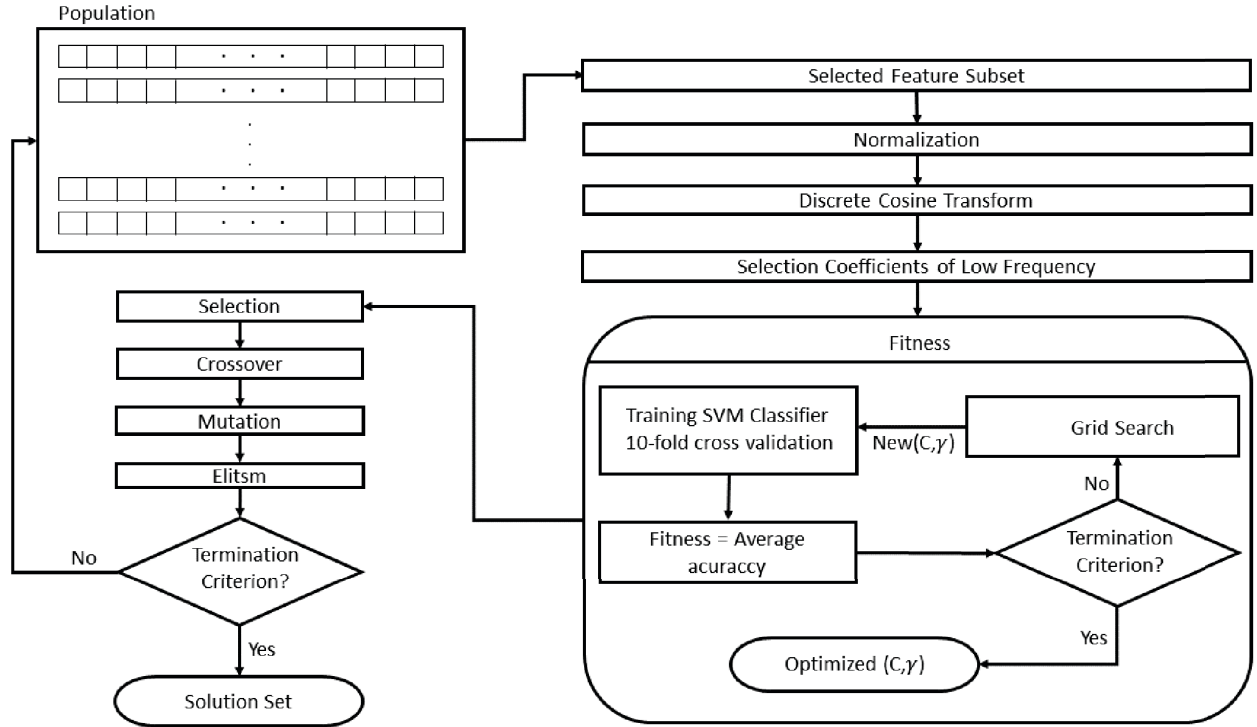 Population
Selected Feature Subset
Normalization
Discrete Cosine Transform
Selection Coefficients of Low Frequency
Fitness
Training SVM Classifier
10-fold cross validation
New(C,γ)
Grid Search
No
Fitness = Average
acuraccy
Termination
Criterion?
Yes
Optimized (C,γ)
Selection
Crossover
Mutation
Elitsm
Termination
Criterion?
No
Yes
Solution Set